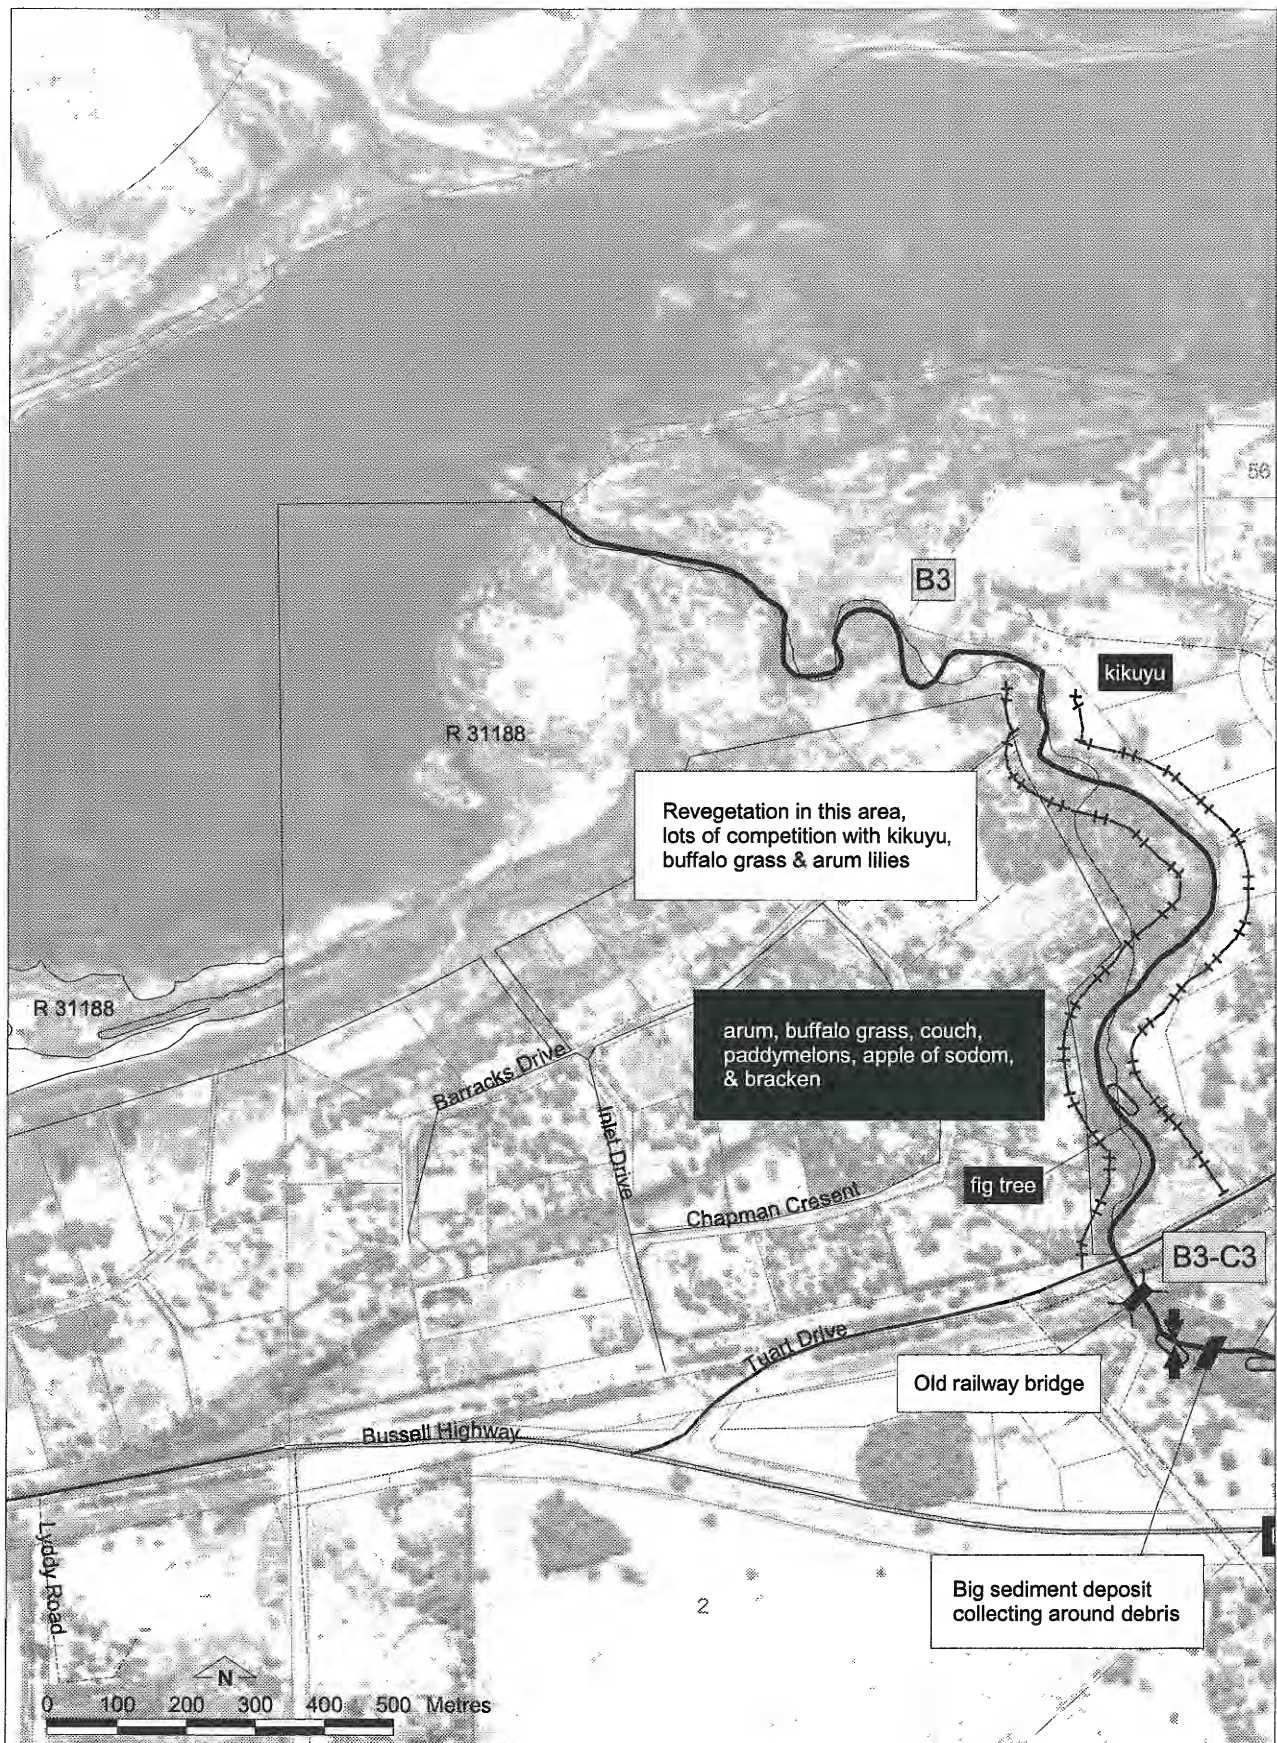 56
B3
kikuyu
R 31188
Revegetation in this area,
lots of competition with kikuyu,
buffalo grass & arum lilies
R 31188
arum, buffalo grass, couch,
paddymelons, apple of sodom,
& bracken
Barracks Drive
Inlet Drive
fig tree
Chapman Cresent
B3-C3
Tuart Drive
Old railway bridge
Bussell Highway
Lyddy Road
Big sediment deposit
collecting around debris
2
N
0 100 200 300 400 500 Metres